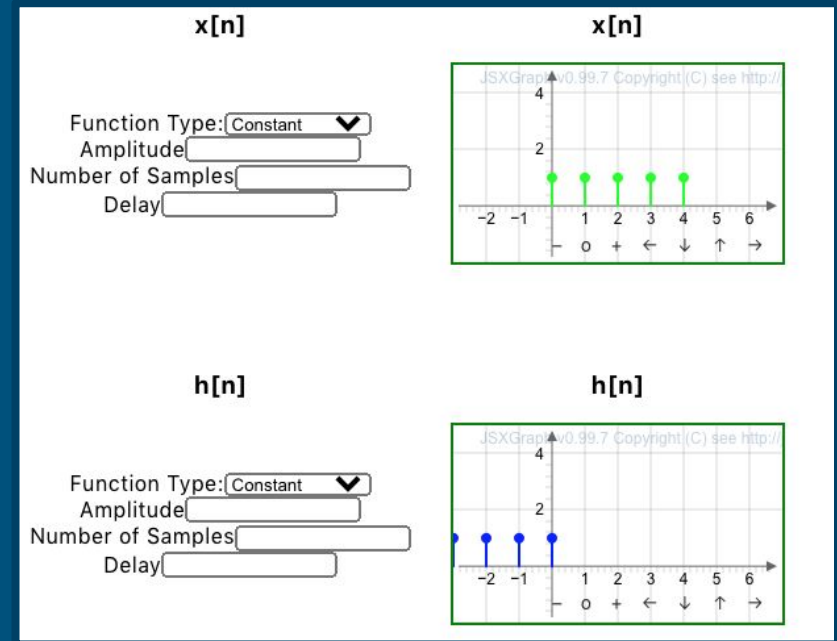 x[n] x[n]
JSXGraph v0.99.7 Copyright (C) see http://
4
Function Type: Constant
Amplitude
2
Number of Samples
Delay
−2 −1 1 2 3 4 5 6
− o + ← ↓ ↑ →
h[n] h[n]
JSXGraph v0.99.7 Copyright (C) see http://
4
Function Type: Constant
Amplitude
2
Number of Samples
Delay
−2 −1 1 2 3 4 5 6
− o + ← ↓ ↑ →